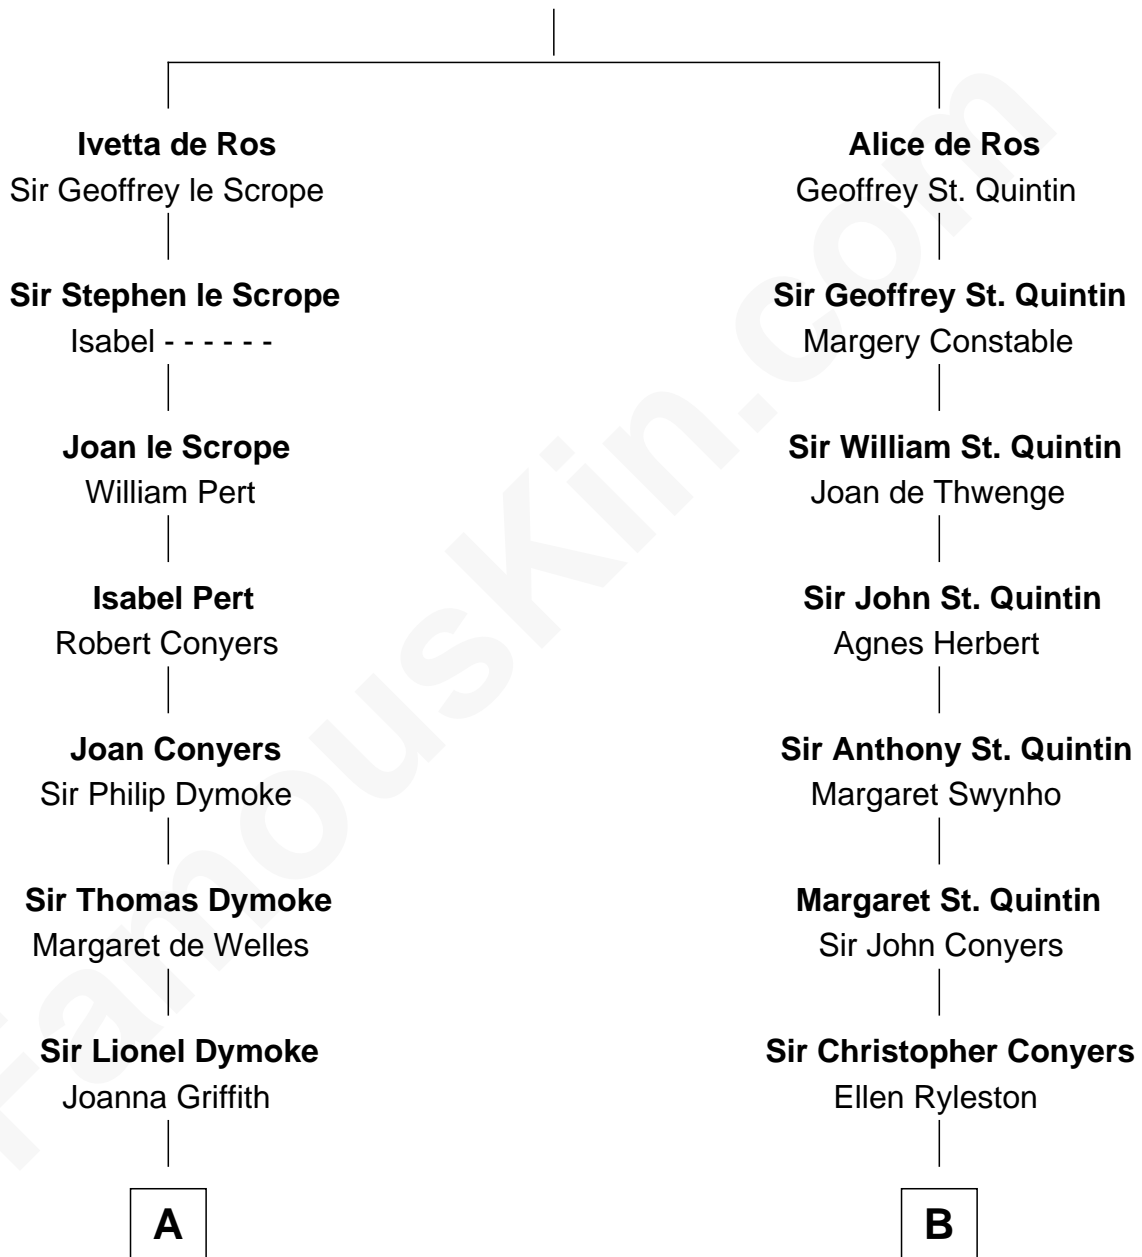 Ivetta de Ros
Sir Geoffrey le Scrope
Sir Stephen le Scrope
Isabel - - - - - -
Joan le Scrope
William Pert
Isabel Pert
Robert Conyers
Joan Conyers
Sir Philip Dymoke
Sir Thomas Dymoke
Margaret de Welles
Sir Lionel Dymoke
Joanna Griffith
A
Alice de Ros
Geoffrey St. Quintin
Sir Geoffrey St. Quintin
Margery Constable
Sir William St. Quintin
Joan de Thwenge
Sir John St. Quintin
Agnes Herbert
Sir Anthony St. Quintin
Margaret Swynho
Margaret St. Quintin
Sir John Conyers
Sir Christopher Conyers
Ellen Ryleston
B
FamousKin.com